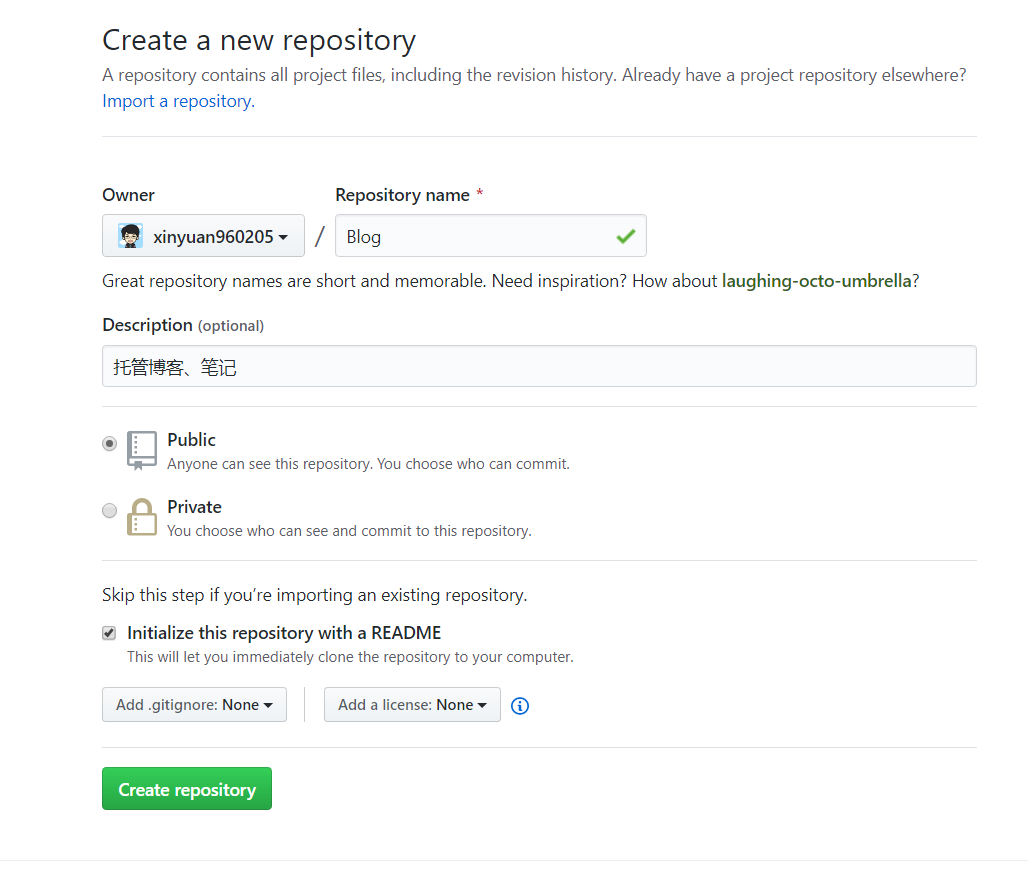 Create a new repository
A repository contains all project files, including the revision history. Already have a project repository elsewhere?
Import a repository.
Owner
Repository name *
xinyuan960205
/
Blog
Great repository names are short and memorable. Need inspiration? How about laughing-octo-umbrella?
Description (optional)
托管博客、笔记
Public
Anyone can see this repository. You choose who can commit.
Private
You choose who can see and commit to this repository.
Skip this step if you’re importing an existing repository.
Initialize this repository with a README
This will let you immediately clone the repository to your computer.
Add .gitignore: None
Add a license: None
Create repository